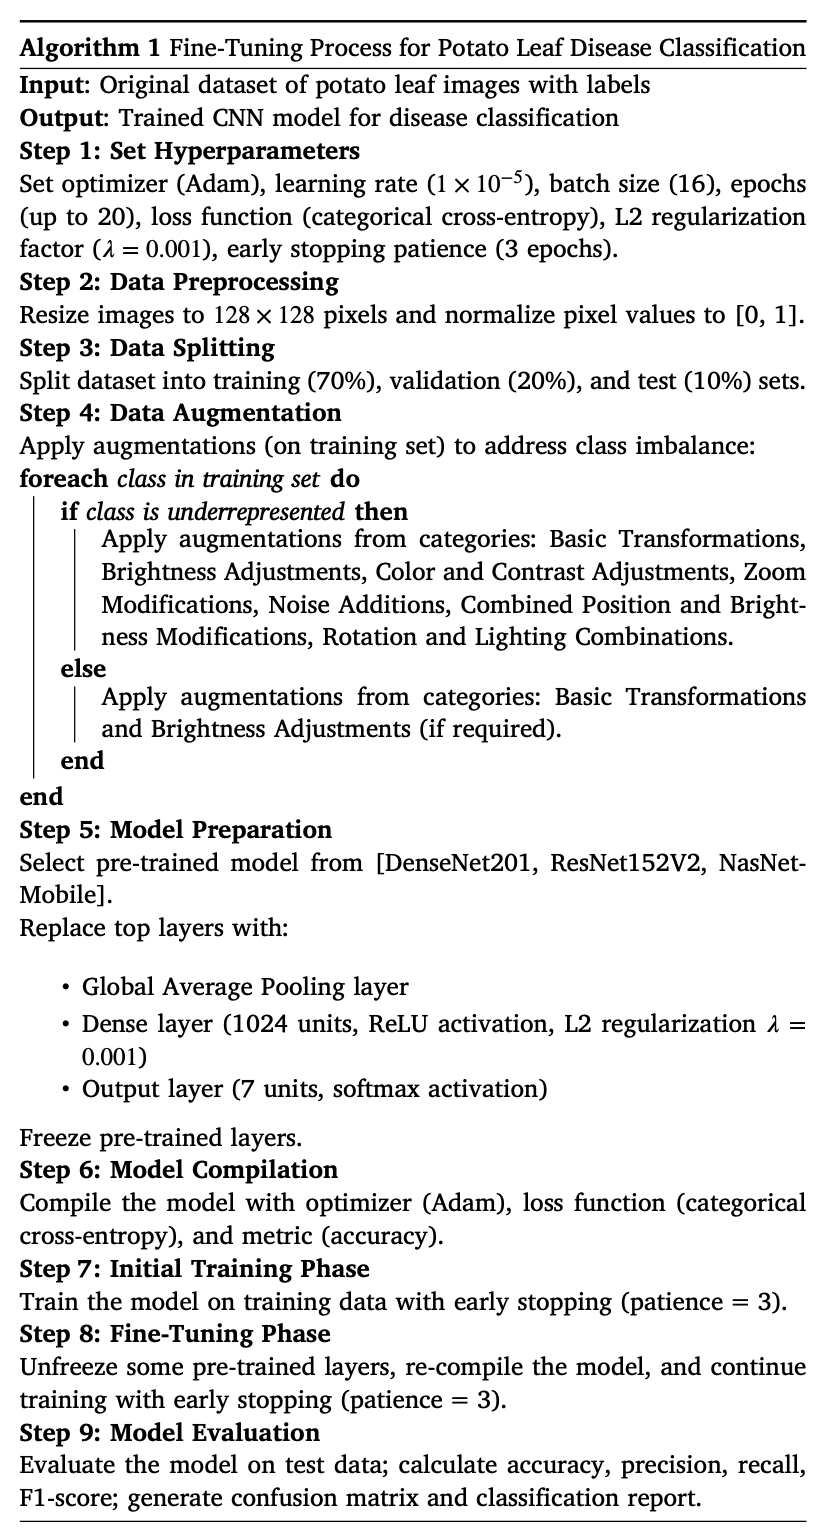 Algorithm 1 Fine-Tuning Process for Potato Leaf Disease Classification
Input: Original dataset of potato leaf images with labels
Output: Trained CNN model for disease classification
Step 1: Set Hyperparameters
Set optimizer (Adam), learning rate (1 × 10⁻⁵), batch size (16), epochs
(up to 20), loss function (categorical cross-entropy), L2 regularization
factor (λ = 0.001), early stopping patience (3 epochs).
Step 2: Data Preprocessing
Resize images to 128 × 128 pixels and normalize pixel values to [0, 1].
Step 3: Data Splitting
Split dataset into training (70%), validation (20%), and test (10%) sets.
Step 4: Data Augmentation
Apply augmentations (on training set) to address class imbalance:
foreach class in training set do
if class is underrepresented then
Apply augmentations from categories: Basic Transformations,
Brightness Adjustments, Color and Contrast Adjustments, Zoom
Modifications, Noise Additions, Combined Position and Bright-
ness Modifications, Rotation and Lighting Combinations.
else
Apply augmentations from categories: Basic Transformations
and Brightness Adjustments (if required).
end
end
Step 5: Model Preparation
Select pre-trained model from [DenseNet201, ResNet152V2, NasNet-
Mobile].
Replace top layers with:
• Global Average Pooling layer
• Dense layer (1024 units, ReLU activation, L2 regularization λ =
0.001)
• Output layer (7 units, softmax activation)
Freeze pre-trained layers.
Step 6: Model Compilation
Compile the model with optimizer (Adam), loss function (categorical
cross-entropy), and metric (accuracy).
Step 7: Initial Training Phase
Train the model on training data with early stopping (patience = 3).
Step 8: Fine-Tuning Phase
Unfreeze some pre-trained layers, re-compile the model, and continue
training with early stopping (patience = 3).
Step 9: Model Evaluation
Evaluate the model on test data; calculate accuracy, precision, recall,
F1-score; generate confusion matrix and classification report.